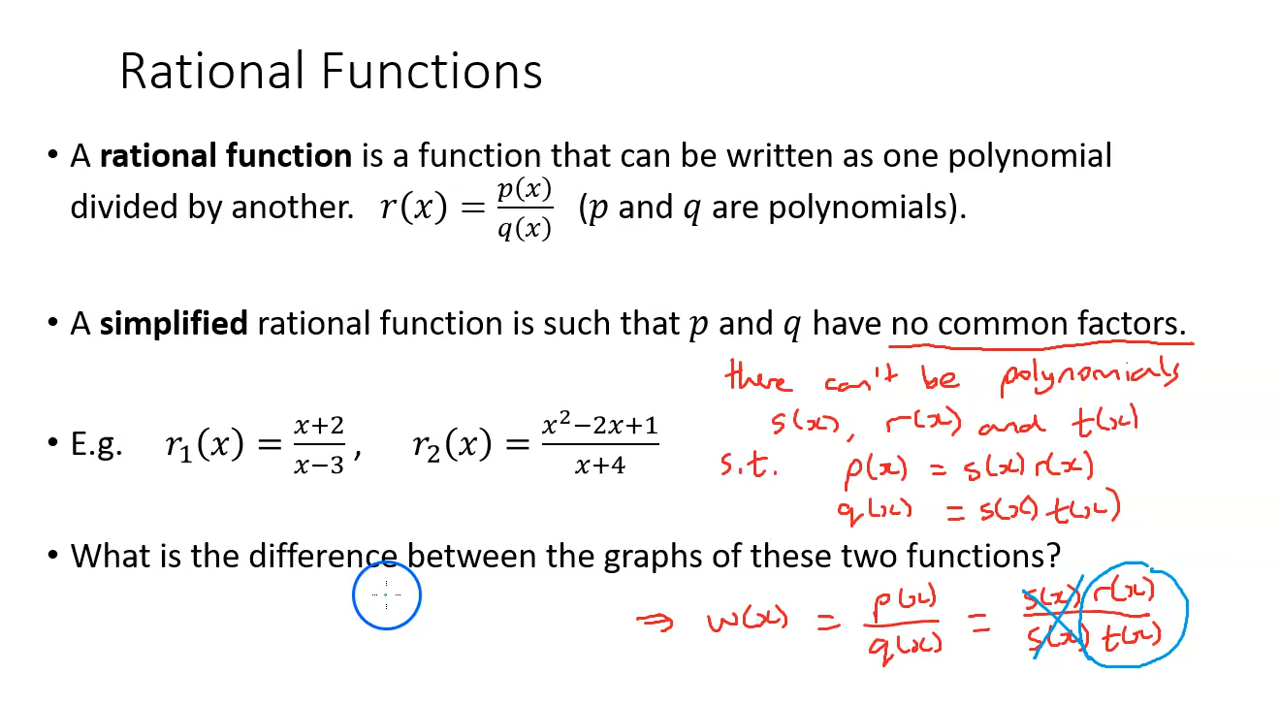 Rational Functions
• A rational function is a function that can be written as one polynomial
divided by another. r(x) = p(x)/q(x) (p and q are polynomials).
• A simplified rational function is such that p and q have no common factors.
there can't be polynomials
s(x), r(x) and t(x)
• E.g. r₁(x) = x+2/x−3, r₂(x) = x²−2x+1/x+4
s.t. p(x) = s(x) r(x)
q(x) = s(x) t(x)
• What is the difference between the graphs of these two functions?
⇒ w(x) = p(x)/q(x) = s(x) r(x)/s(x) t(x)